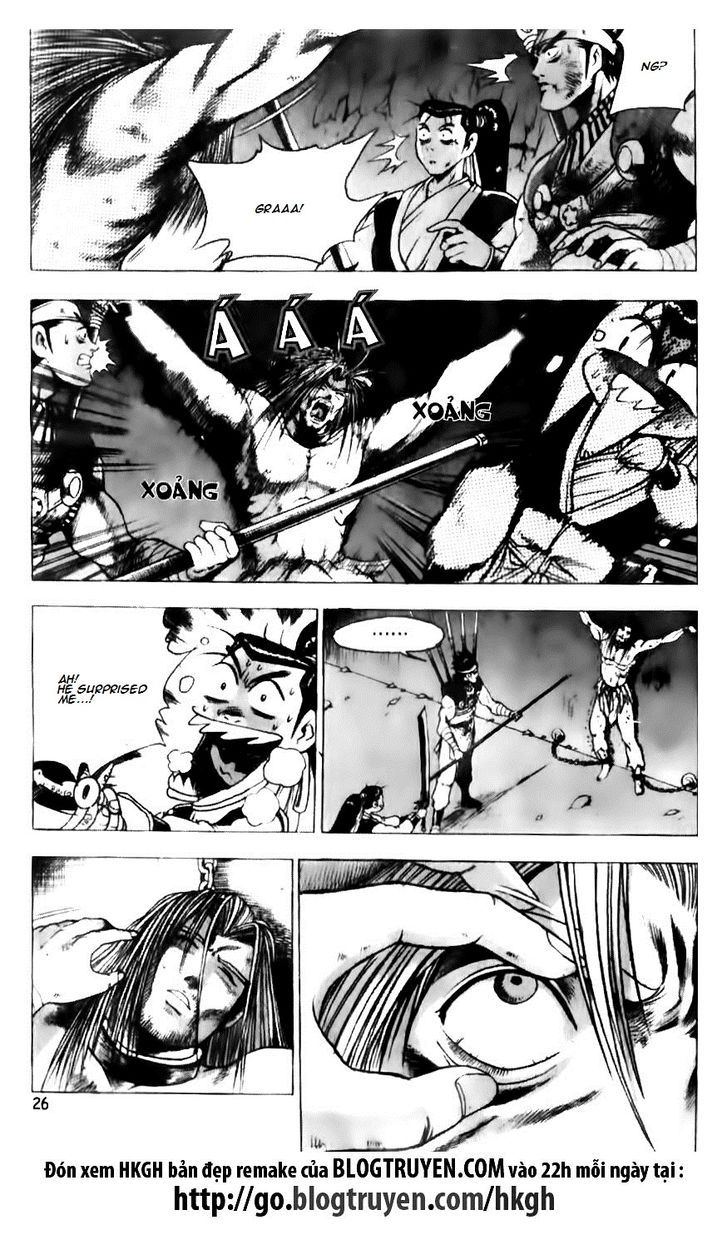 NG?
GRAAA!
Á Á Á
XOẢNG
XOẢNG
AH!
HE SURPRISED
ME...!
......
26
Đón xem HKGH bản đẹp remake của BLOGTRUYEN.COM vào 22h mỗi ngày tại :
http://go.blogtruyen.com/hkgh